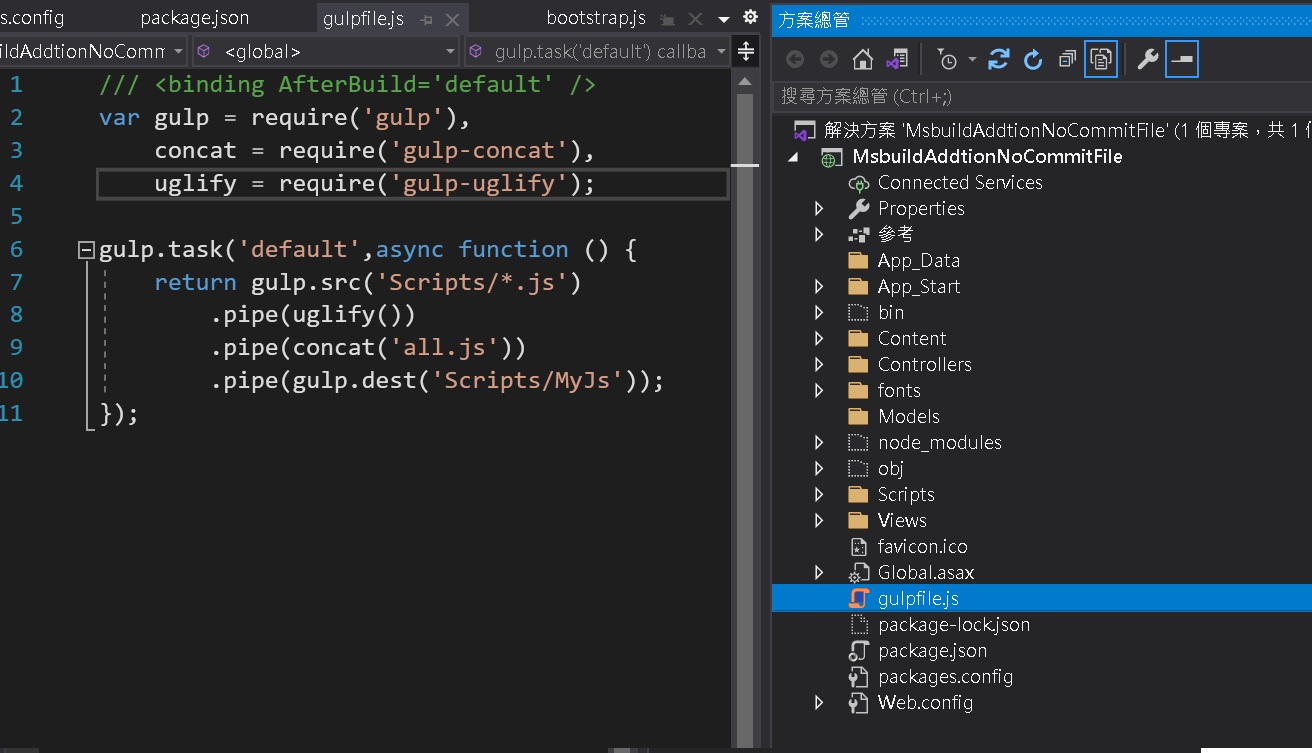 s.config package.json gulpfile.js bootstrap.js
ildAddtionNoComm <global> gulp.task('default') callba
1 /// <binding AfterBuild='default' />
2 var gulp = require('gulp'),
3 concat = require('gulp-concat'),
4 uglify = require('gulp-uglify');
5
6 gulp.task('default',async function () {
7 return gulp.src('Scripts/*.js')
8 .pipe(uglify())
9 .pipe(concat('all.js'))
10 .pipe(gulp.dest('Scripts/MyJs'));
11 });
方案總管
搜尋方案總管 (Ctrl+;)
解決方案 'MsbuildAddtionNoCommitFile' (1 個專案，共 1
MsbuildAddtionNoCommitFile
Connected Services
Properties
參考
App_Data
App_Start
bin
Content
Controllers
fonts
Models
node_modules
obj
Scripts
Views
favicon.ico
Global.asax
gulpfile.js
package-lock.json
package.json
packages.config
Web.config